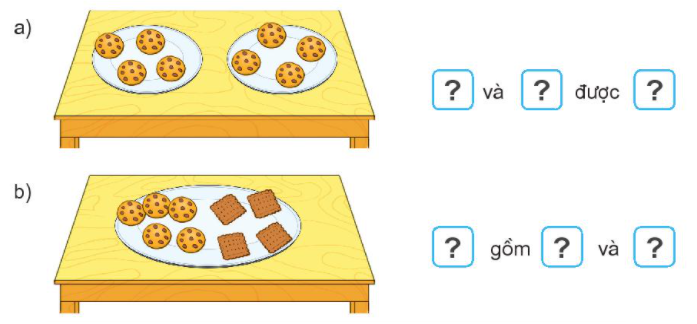 a)
? và ? được ?
b)
? gồm ? và ?